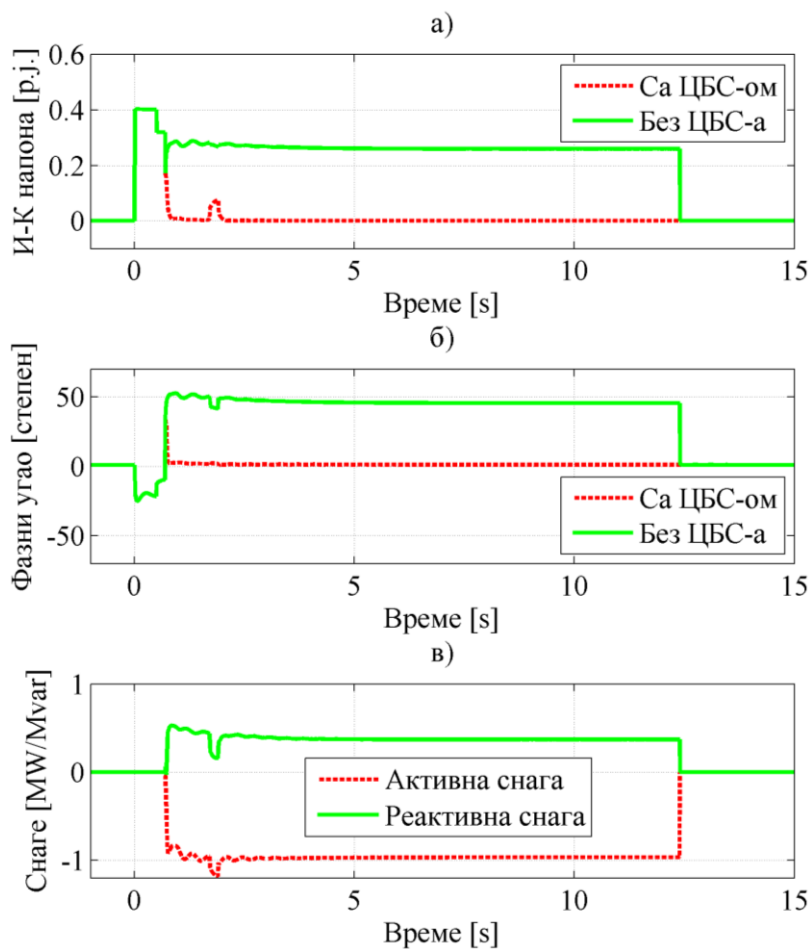 а)
И-К напона [p.j.]
0.6
0.4
0.2
0
Са ЦБС-ом
Без ЦБС-а
0 5 10 15
Време [s]
б)
Фазни угао [степен]
50
0
-50
Са ЦБС-ом
Без ЦБС-а
0 5 10 15
Време [s]
в)
Снаге [MW/Mvar]
1
0
-1
Активна снага
Реактивна снага
0 5 10 15
Време [s]